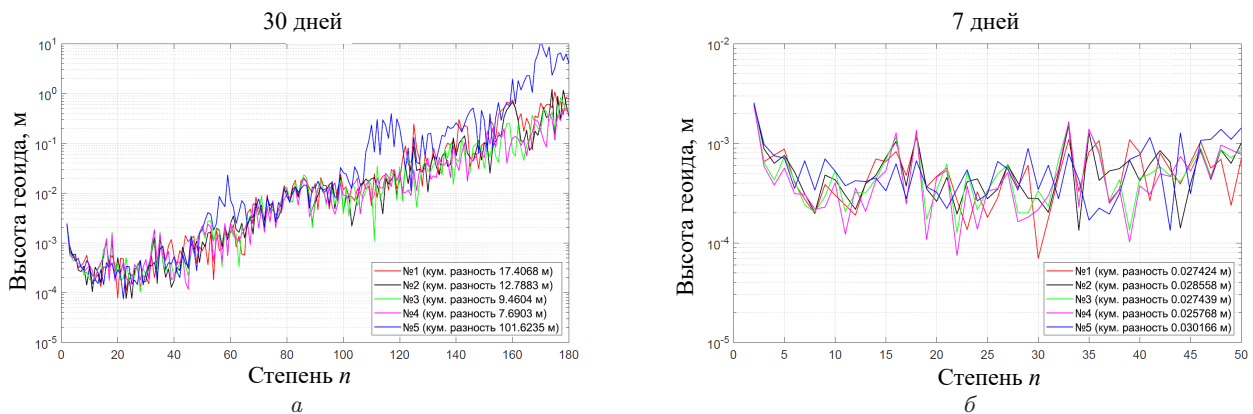 30 дней
Высота геоида, м
10^1
10^0
10^-1
10^-2
10^-3
10^-4
10^-5
№1 (кум. разность 17.4068 м)
№2 (кум. разность 12.7883 м)
№3 (кум. разность 9.4604 м)
№4 (кум. разность 7.6903 м)
№5 (кум. разность 101.6235 м)
0 20 40 60 80 100 120 140 160 180
Степень n
а
7 дней
Высота геоида, м
10^-2
10^-3
10^-4
10^-5
№1 (кум. разность 0.027424 м)
№2 (кум. разность 0.028558 м)
№3 (кум. разность 0.027439 м)
№4 (кум. разность 0.025768 м)
№5 (кум. разность 0.030166 м)
0 5 10 15 20 25 30 35 40 45 50
Степень n
б